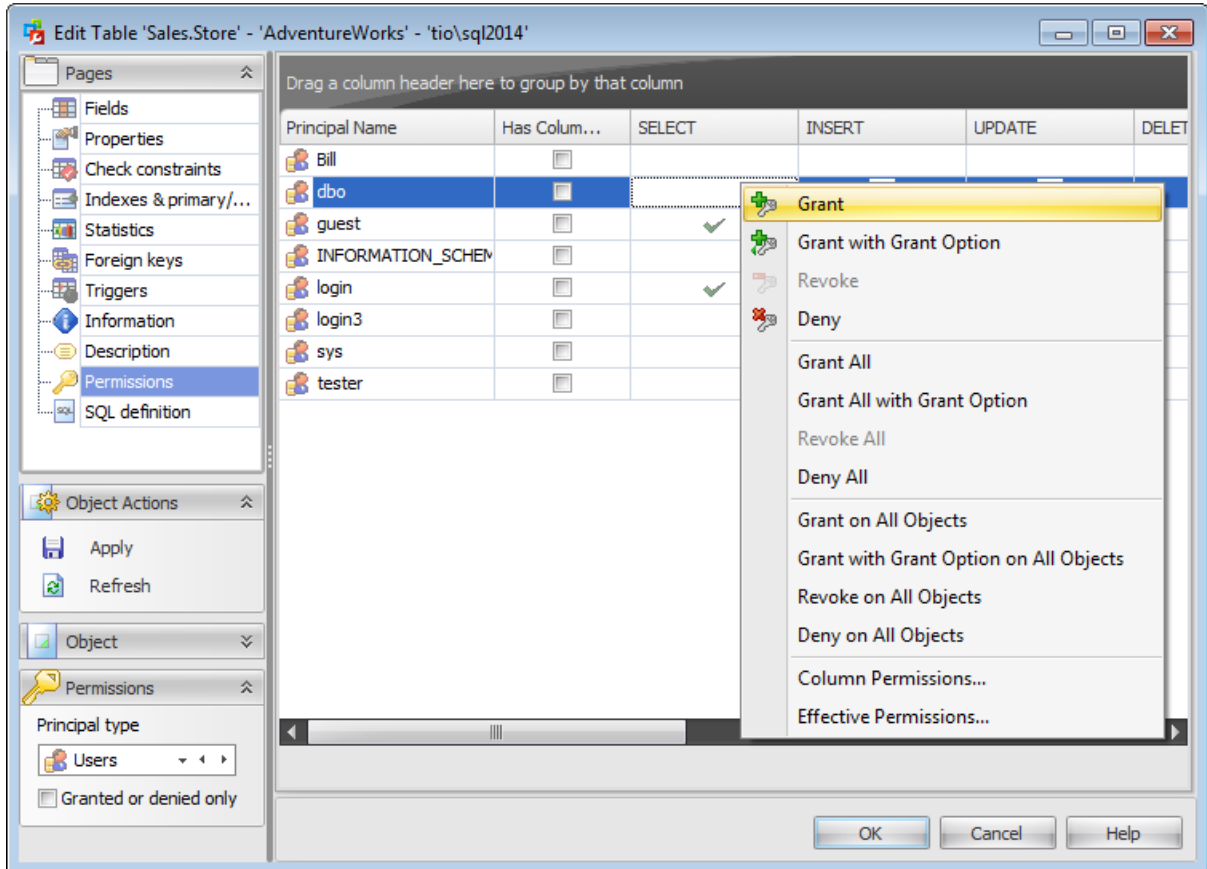 Edit Table 'Sales.Store' - 'AdventureWorks' - 'tio\sql2014'
Pages
Fields
Properties
Check constraints
Indexes & primary/...
Statistics
Foreign keys
Triggers
Information
Description
Permissions
SQL
SQL definition
Object Actions
Apply
Refresh
Object
Permissions
Principal type
Users
Granted or denied only
Drag a column header here to group by that column
Principal Name Has Colum... SELECT INSERT UPDATE DELET
Bill
dbo
guest
INFORMATION_SCHEM
login
login3
sys
tester
Grant
Grant with Grant Option
Revoke
Deny
Grant All
Grant All with Grant Option
Revoke All
Deny All
Grant on All Objects
Grant with Grant Option on All Objects
Revoke on All Objects
Deny on All Objects
Column Permissions...
Effective Permissions...
OK Cancel Help